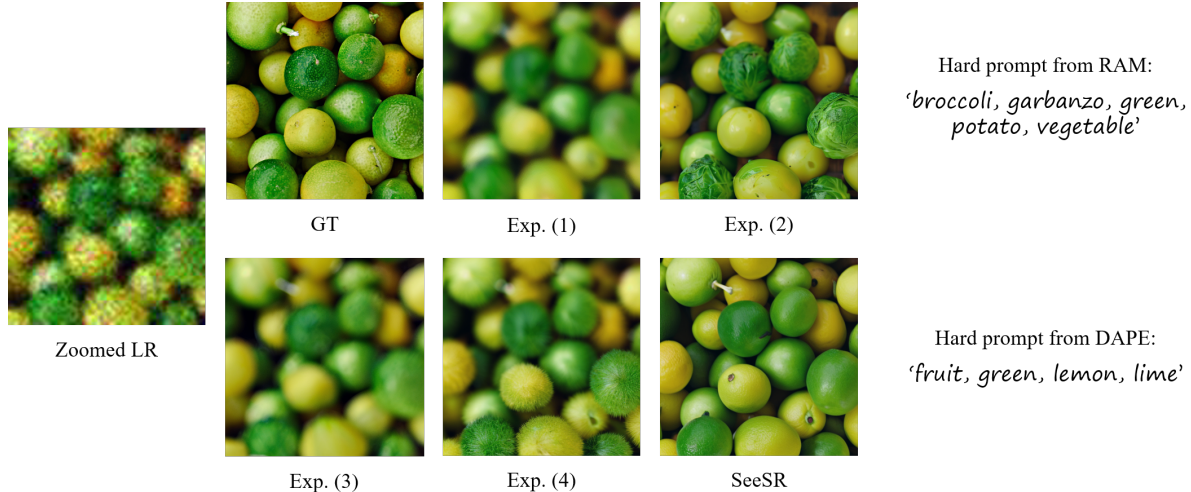 GT
Exp. (1)
Exp. (2)
Hard prompt from RAM:
‘broccoli, garbanzo, green,
potato, vegetable’
Zoomed LR
Exp. (3)
Exp. (4)
SeeSR
Hard prompt from DAPE:
‘fruit, green, lemon, lime’